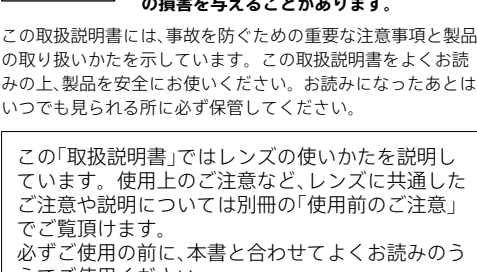 の損害を与えることがあります。
この取扱説明書には、事故を防ぐための重要な注意事項と製品
の取り扱いかたを示しています。この取扱説明書をよくお読
みの上、製品を安全にお使いください。お読みになったあとは
いつでも見られる所に必ず保管してください。
この「取扱説明書」ではレンズの使いかたを説明し
ています。使用上のご注意など、レンズに共通した
ご注意や説明については別冊の「使用前のご注意」
でご覧頂けます。
必ずご使用の前に、本書と合わせてよくお読みのう
えでご使用ください。